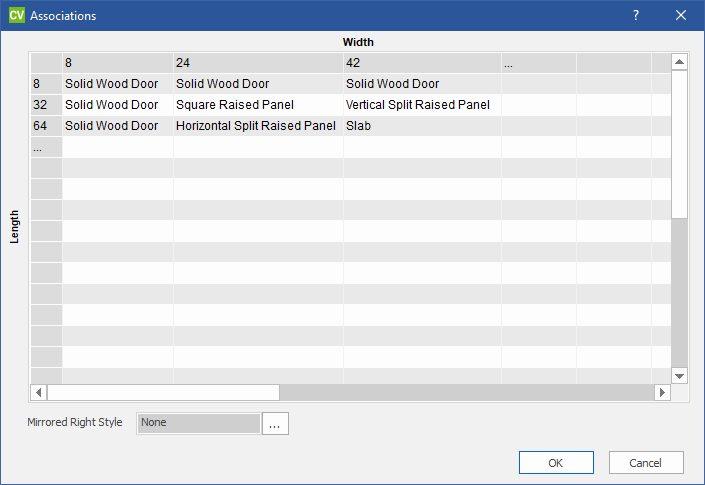 CV Associations ?
Width
8 24 42 ...
8 Solid Wood Door Solid Wood Door Solid Wood Door
32 Solid Wood Door Square Raised Panel Vertical Split Raised Panel
64 Solid Wood Door Horizontal Split Raised Panel Slab
...
Length
Mirrored Right Style None ...
OK Cancel